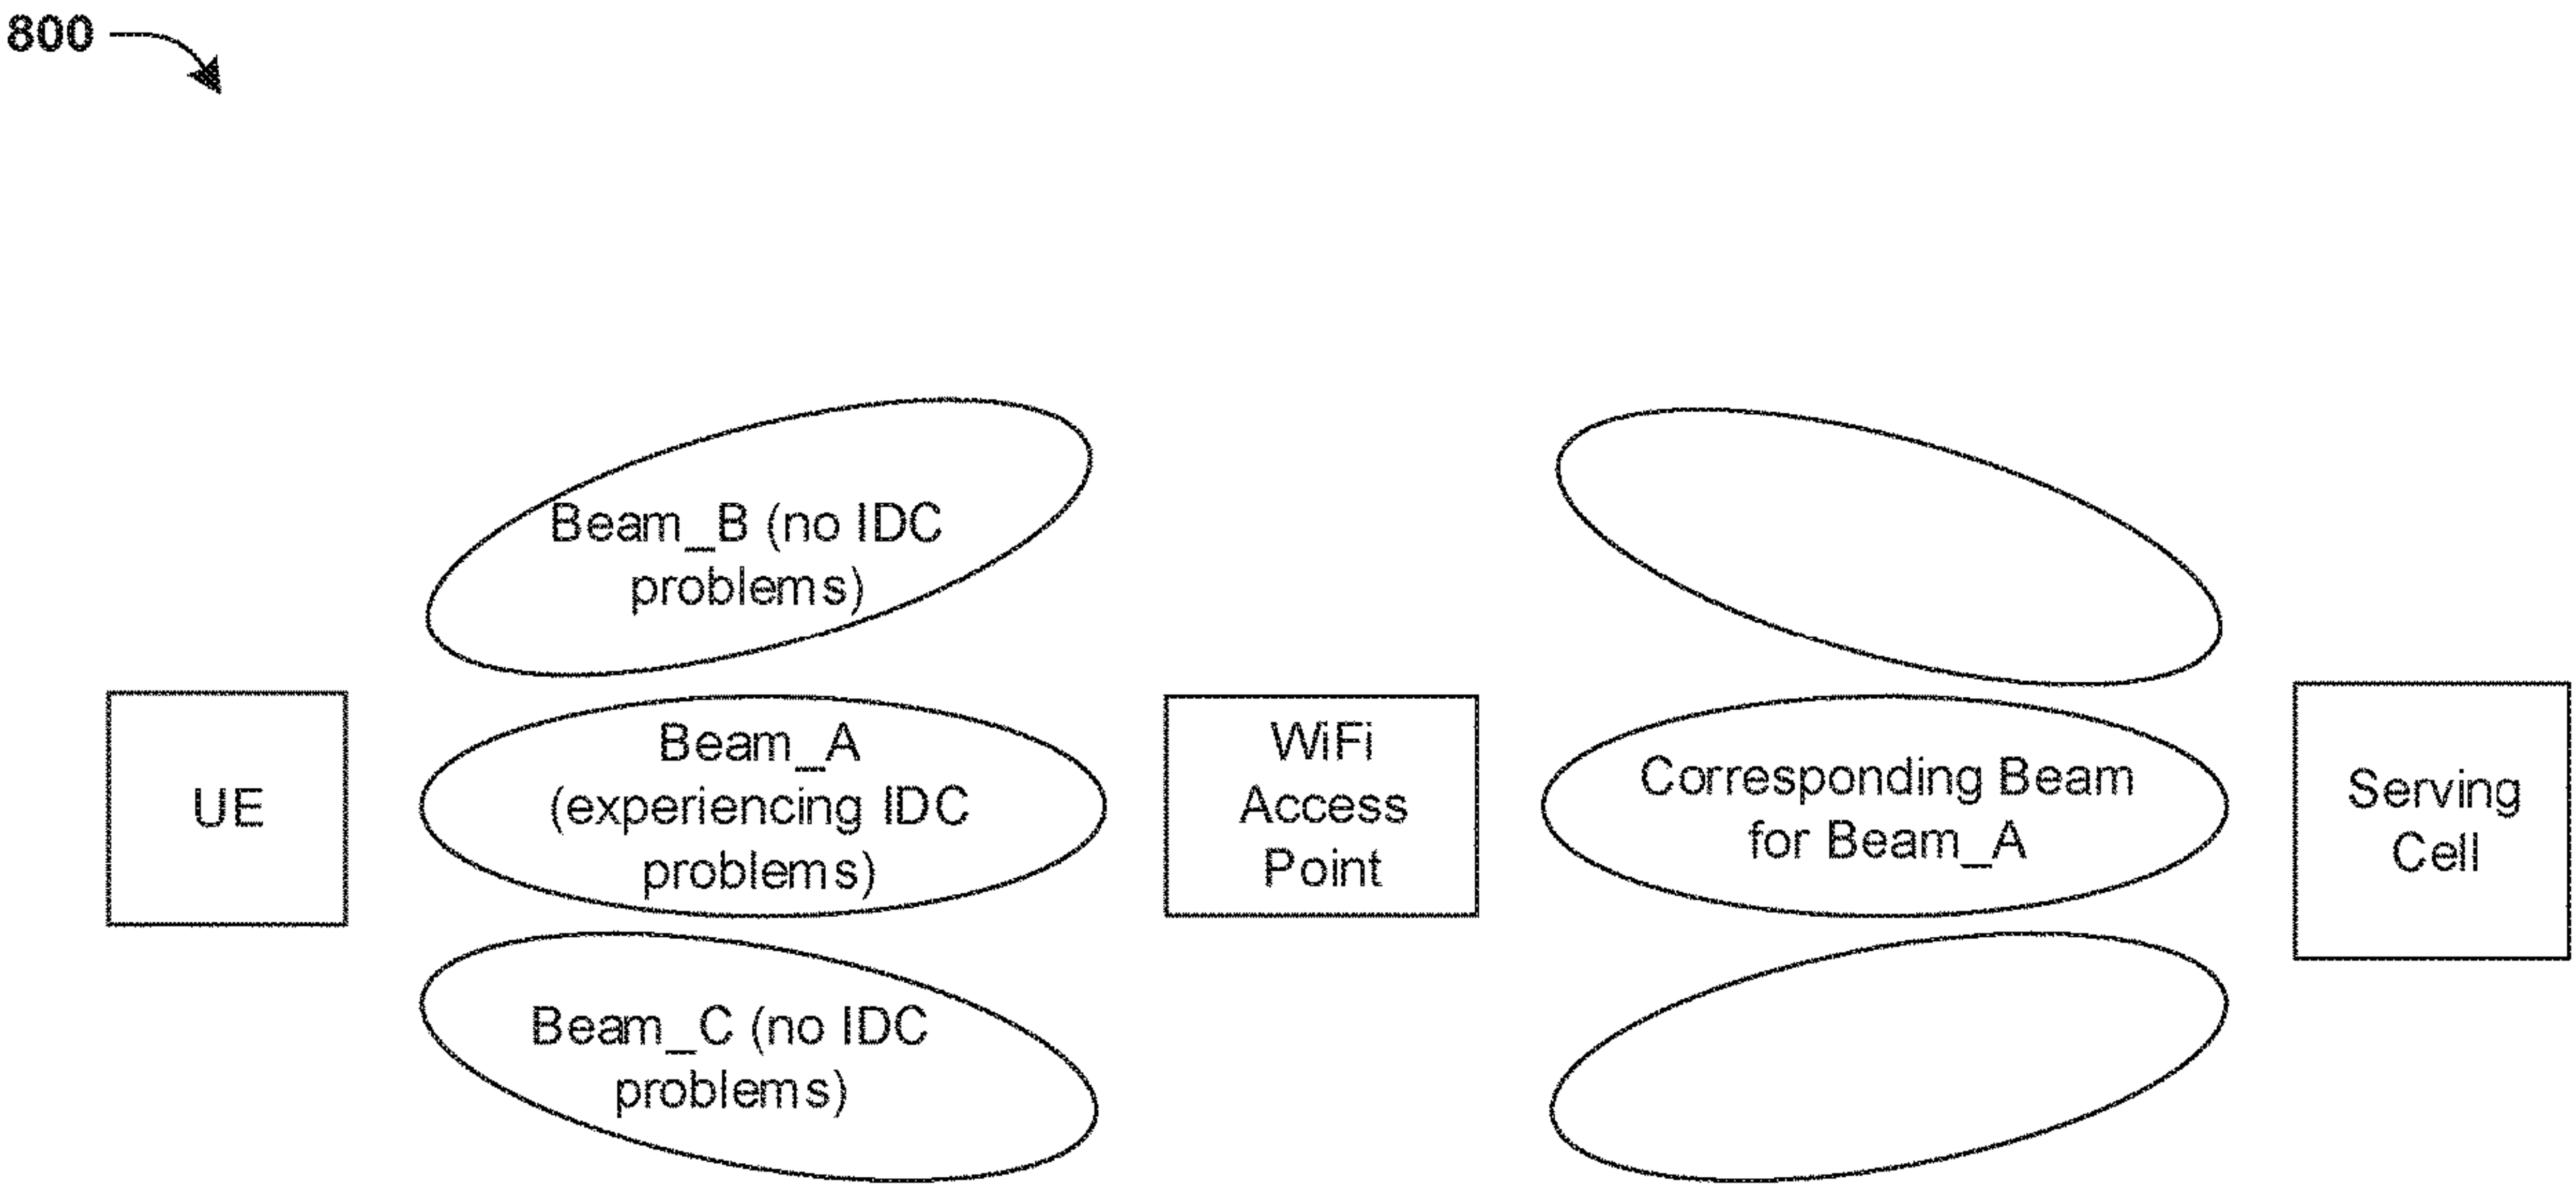 800
Beam_B (no IDC
problems)
UE
Beam_A
(experiencing IDC
problems)
WiFi
Access
Point
Corresponding Beam
for Beam_A
Serving
Cell
Beam_C (no IDC
problems)